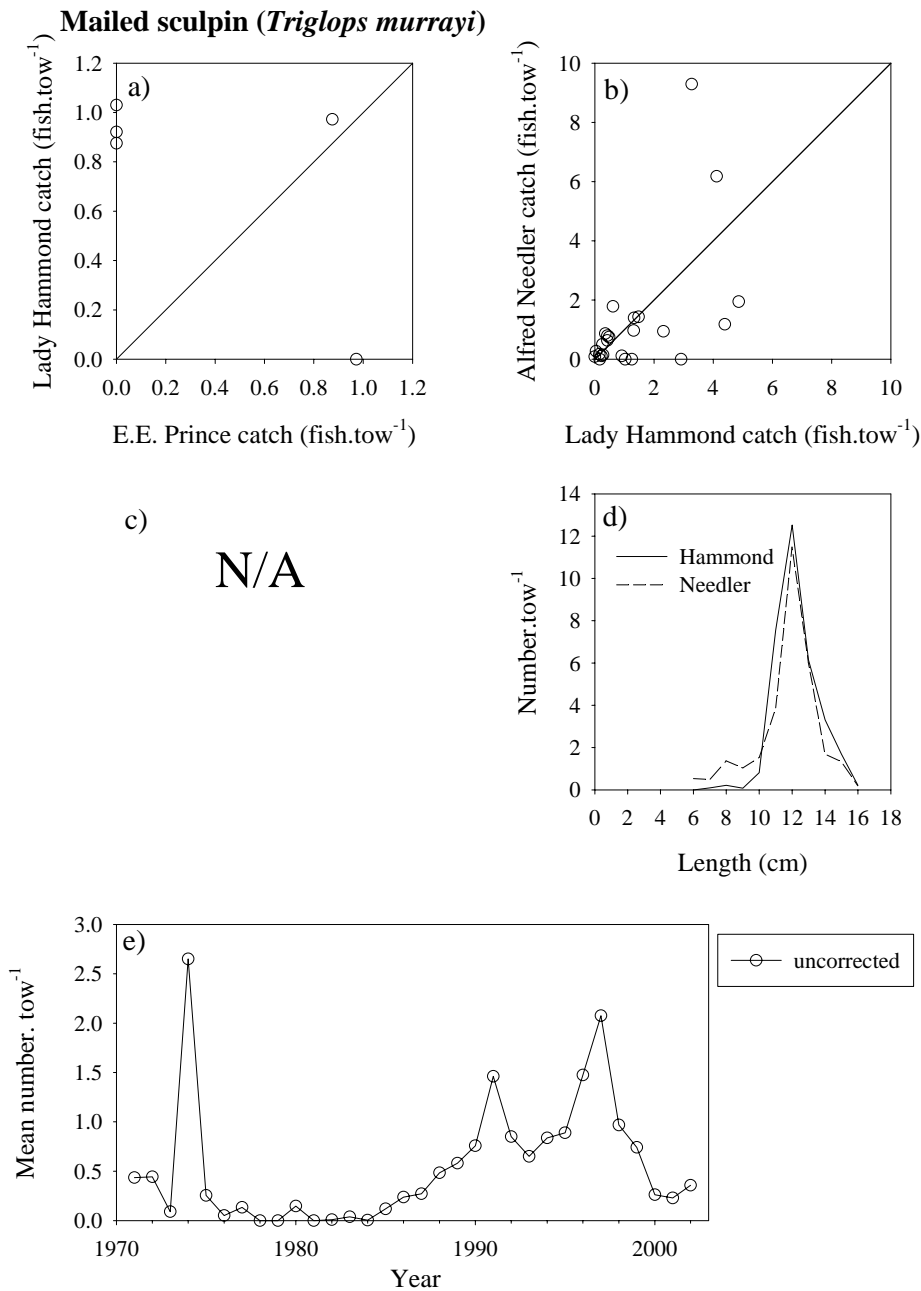 Mailed sculpin (Triglops murrayi)
a)
1.2
1.0
0.8
0.6
0.4
0.2
0.0
0.0 0.2 0.4 0.6 0.8 1.0 1.2
Lady Hammond catch (fish.tow-1)
E.E. Prince catch (fish.tow-1)
b)
10
8
6
4
2
0
0 2 4 6 8 10
Alfred Needler catch (fish.tow-1)
Lady Hammond catch (fish.tow-1)
c)
N/A
d)
14
12
10
8
6
4
2
0
0 2 4 6 8 10 12 14 16 18
Hammond
Needler
Number.tow-1
Length (cm)
e)
3.0
2.5
2.0
1.5
1.0
0.5
0.0
1970 1980 1990 2000
Mean number. tow-1
Year
uncorrected